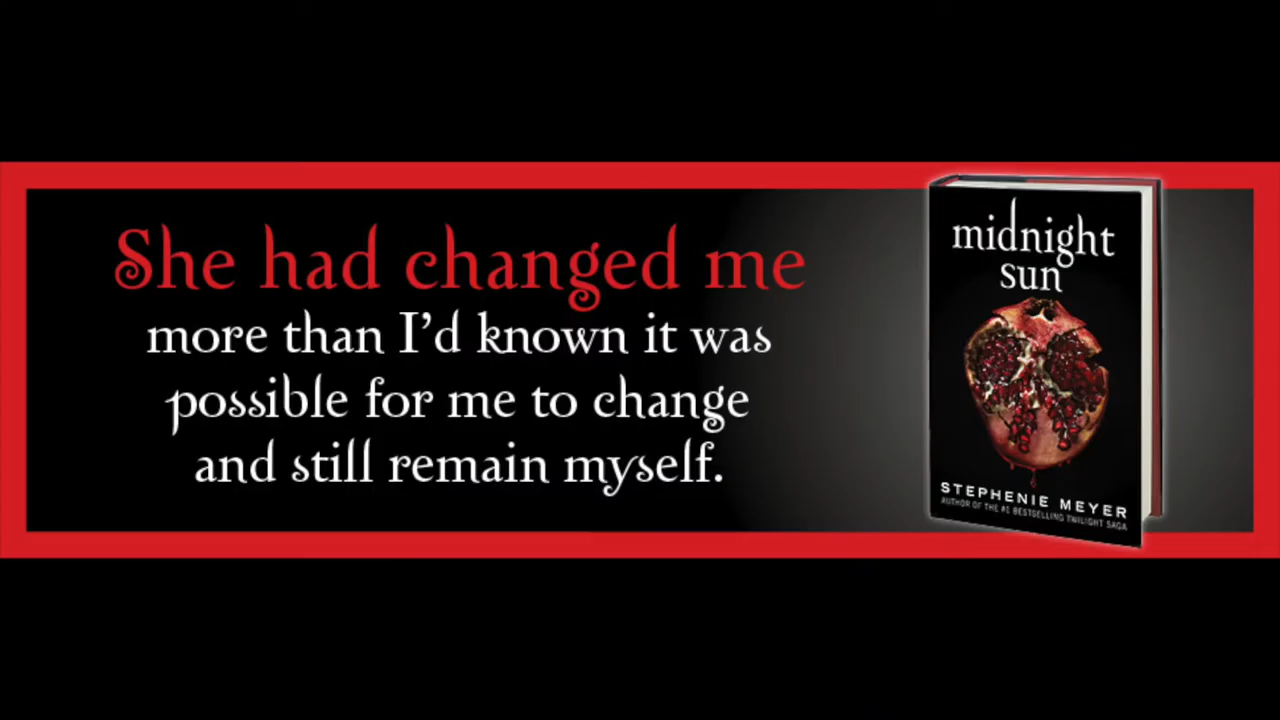 She had changed me
more than I'd known it was
possible for me to change
and still remain myself.
midnight
sun
STEPHENIE MEYER
AUTHOR OF THE #1 BESTSELLING TWILIGHT SAGA